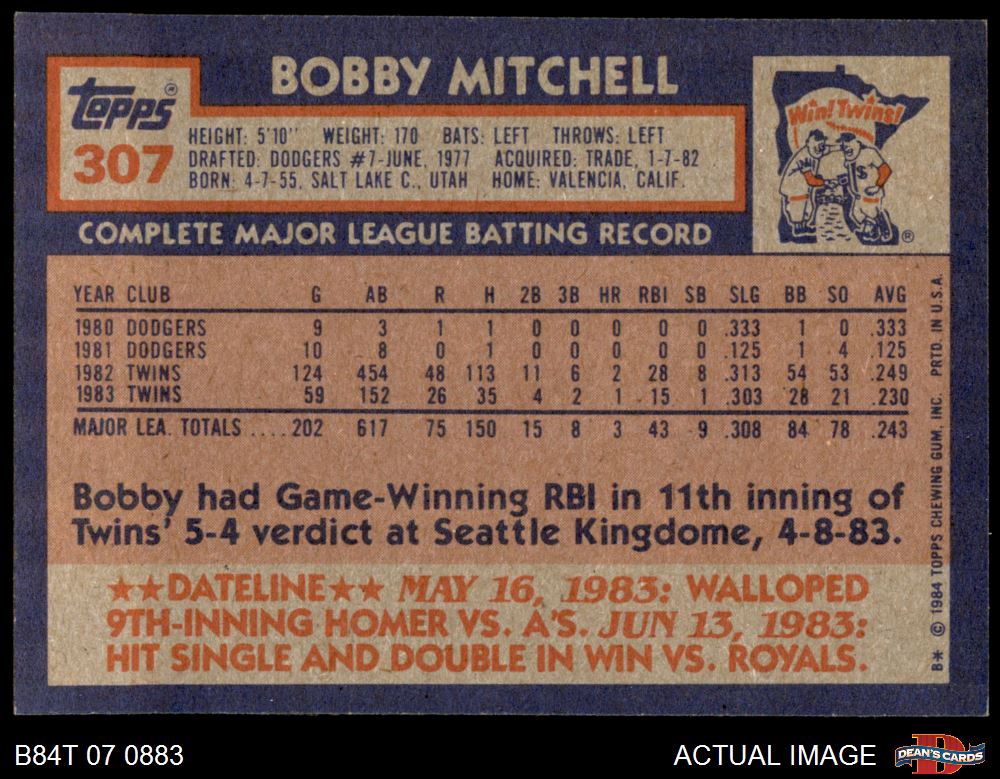 BOBBY MITCHELL
topps®
307
HEIGHT: 5'10" WEIGHT: 170 BATS: LEFT THROWS: LEFT
DRAFTED: DODGERS #7-JUNE, 1977 ACQUIRED: TRADE, 1-7-82
BORN: 4-7-55, SALT LAKE C., UTAH HOME: VALENCIA, CALIF.
Win! Twins!
M S
®
COMPLETE MAJOR LEAGUE BATTING RECORD
YEAR CLUB G AB R H 2B 3B HR RBI SB SLG BB SO AVG
1980 DODGERS 9 3 1 1 0 0 0 0 0 .333 1 0 .333
1981 DODGERS 10 8 0 1 0 0 0 0 0 .125 1 4 .125
1982 TWINS 124 454 48 113 11 6 2 28 8 .313 54 53 .249
1983 TWINS 59 152 26 35 4 2 1 15 1 .303 28 21 .230
MAJOR LEA. TOTALS ....202 617 75 150 15 8 3 43 9 .308 84 78 .243
Bobby had Game-Winning RBI in 11th inning of
Twins' 5-4 verdict at Seattle Kingdome, 4-8-83.
★★DATELINE★★ MAY 16, 1983: WALLOPED
9TH-INNING HOMER VS. A'S. JUN 13, 1983:
HIT SINGLE AND DOUBLE IN WIN VS. ROYALS.
B* © 1984 TOPPS CHEWING GUM, INC. PRTD. IN U.S.A.
B84T 07 0883
ACTUAL IMAGE
DEAN'S CARDS